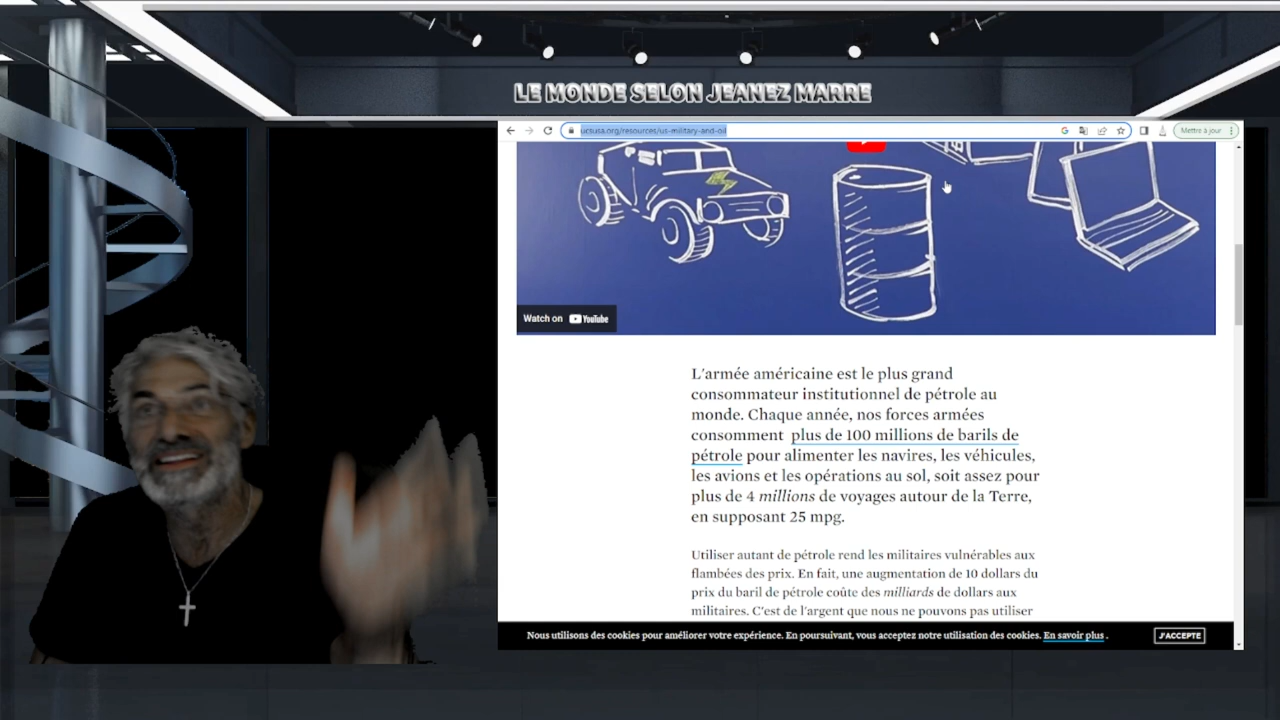 LE MONDE SELON JEANEZ MARRE
ucsusa.org/resources/us-military-and-oil
Mettre à jour
Watch on YouTube
L'armée américaine est le plus grand
consommateur institutionnel de pétrole au
monde. Chaque année, nos forces armées
consomment plus de 100 millions de barils de
pétrole pour alimenter les navires, les véhicules,
les avions et les opérations au sol, soit assez pour
plus de 4 millions de voyages autour de la Terre,
en supposant 25 mpg.
Utiliser autant de pétrole rend les militaires vulnérables aux
flambées des prix. En fait, une augmentation de 10 dollars du
prix du baril de pétrole coûte des milliards de dollars aux
militaires. C'est de l'argent que nous ne pouvons pas utiliser
Nous utilisons des cookies pour améliorer votre expérience. En poursuivant, vous acceptez notre utilisation des cookies. En savoir plus .
J'ACCEPTE